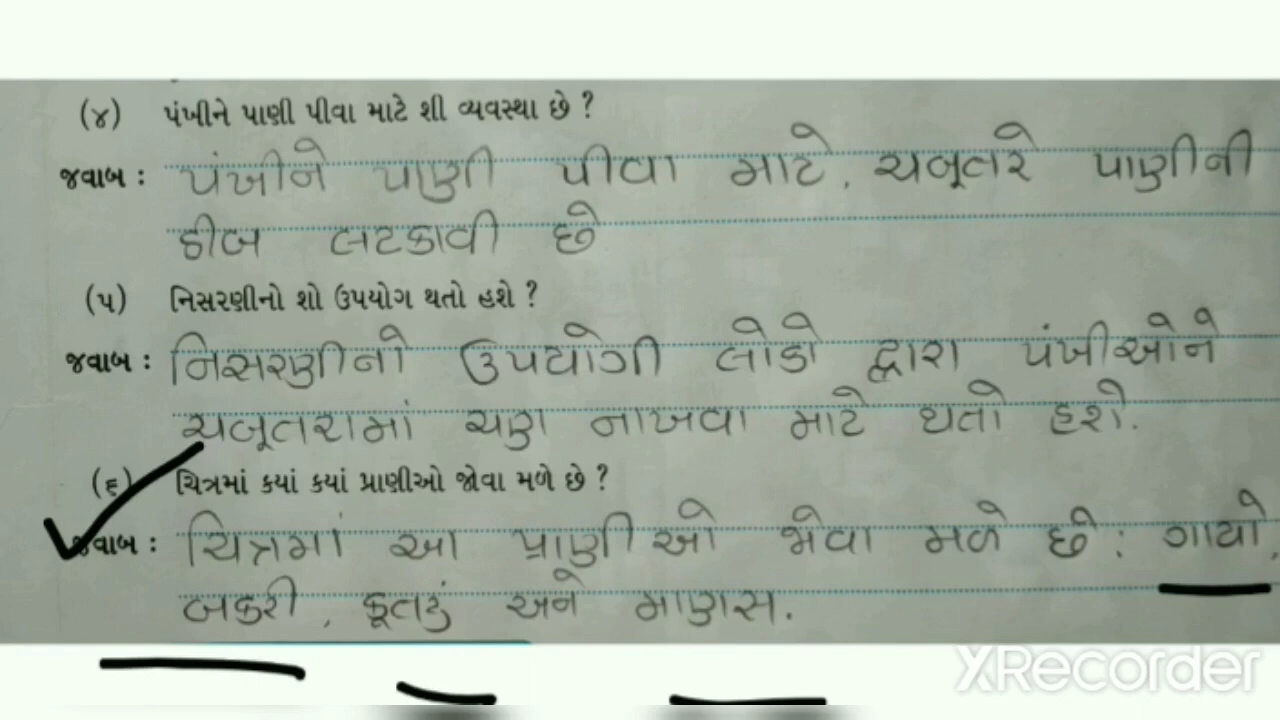 (૪) પંખીને પાણી પીવા માટે શી વ્યવસ્થા છે ?
જવાબ : પંખીને પાણી પીવા માટે, ચબૂતરે પાણીની
ઠીબ લટકાવી છે
(૫) નિસરણીનો શો ઉપયોગ થતો હશે ?
જવાબ : નિસરણીનો ઉપયોગી લોકો દ્વારા પંખીઓને
ચબૂતરામાં ચણ નાખવા માટે થતો હશે.
(૬) ચિત્રમાં કયાં કયાં પ્રાણીઓ જોવા મળે છે ?
જવાબ : ચિત્રમાં આ પ્રાણીઓ જોવા મળે છે : ગાયો,
બકરી, કૂતરું અને માણસ.
XRecorder